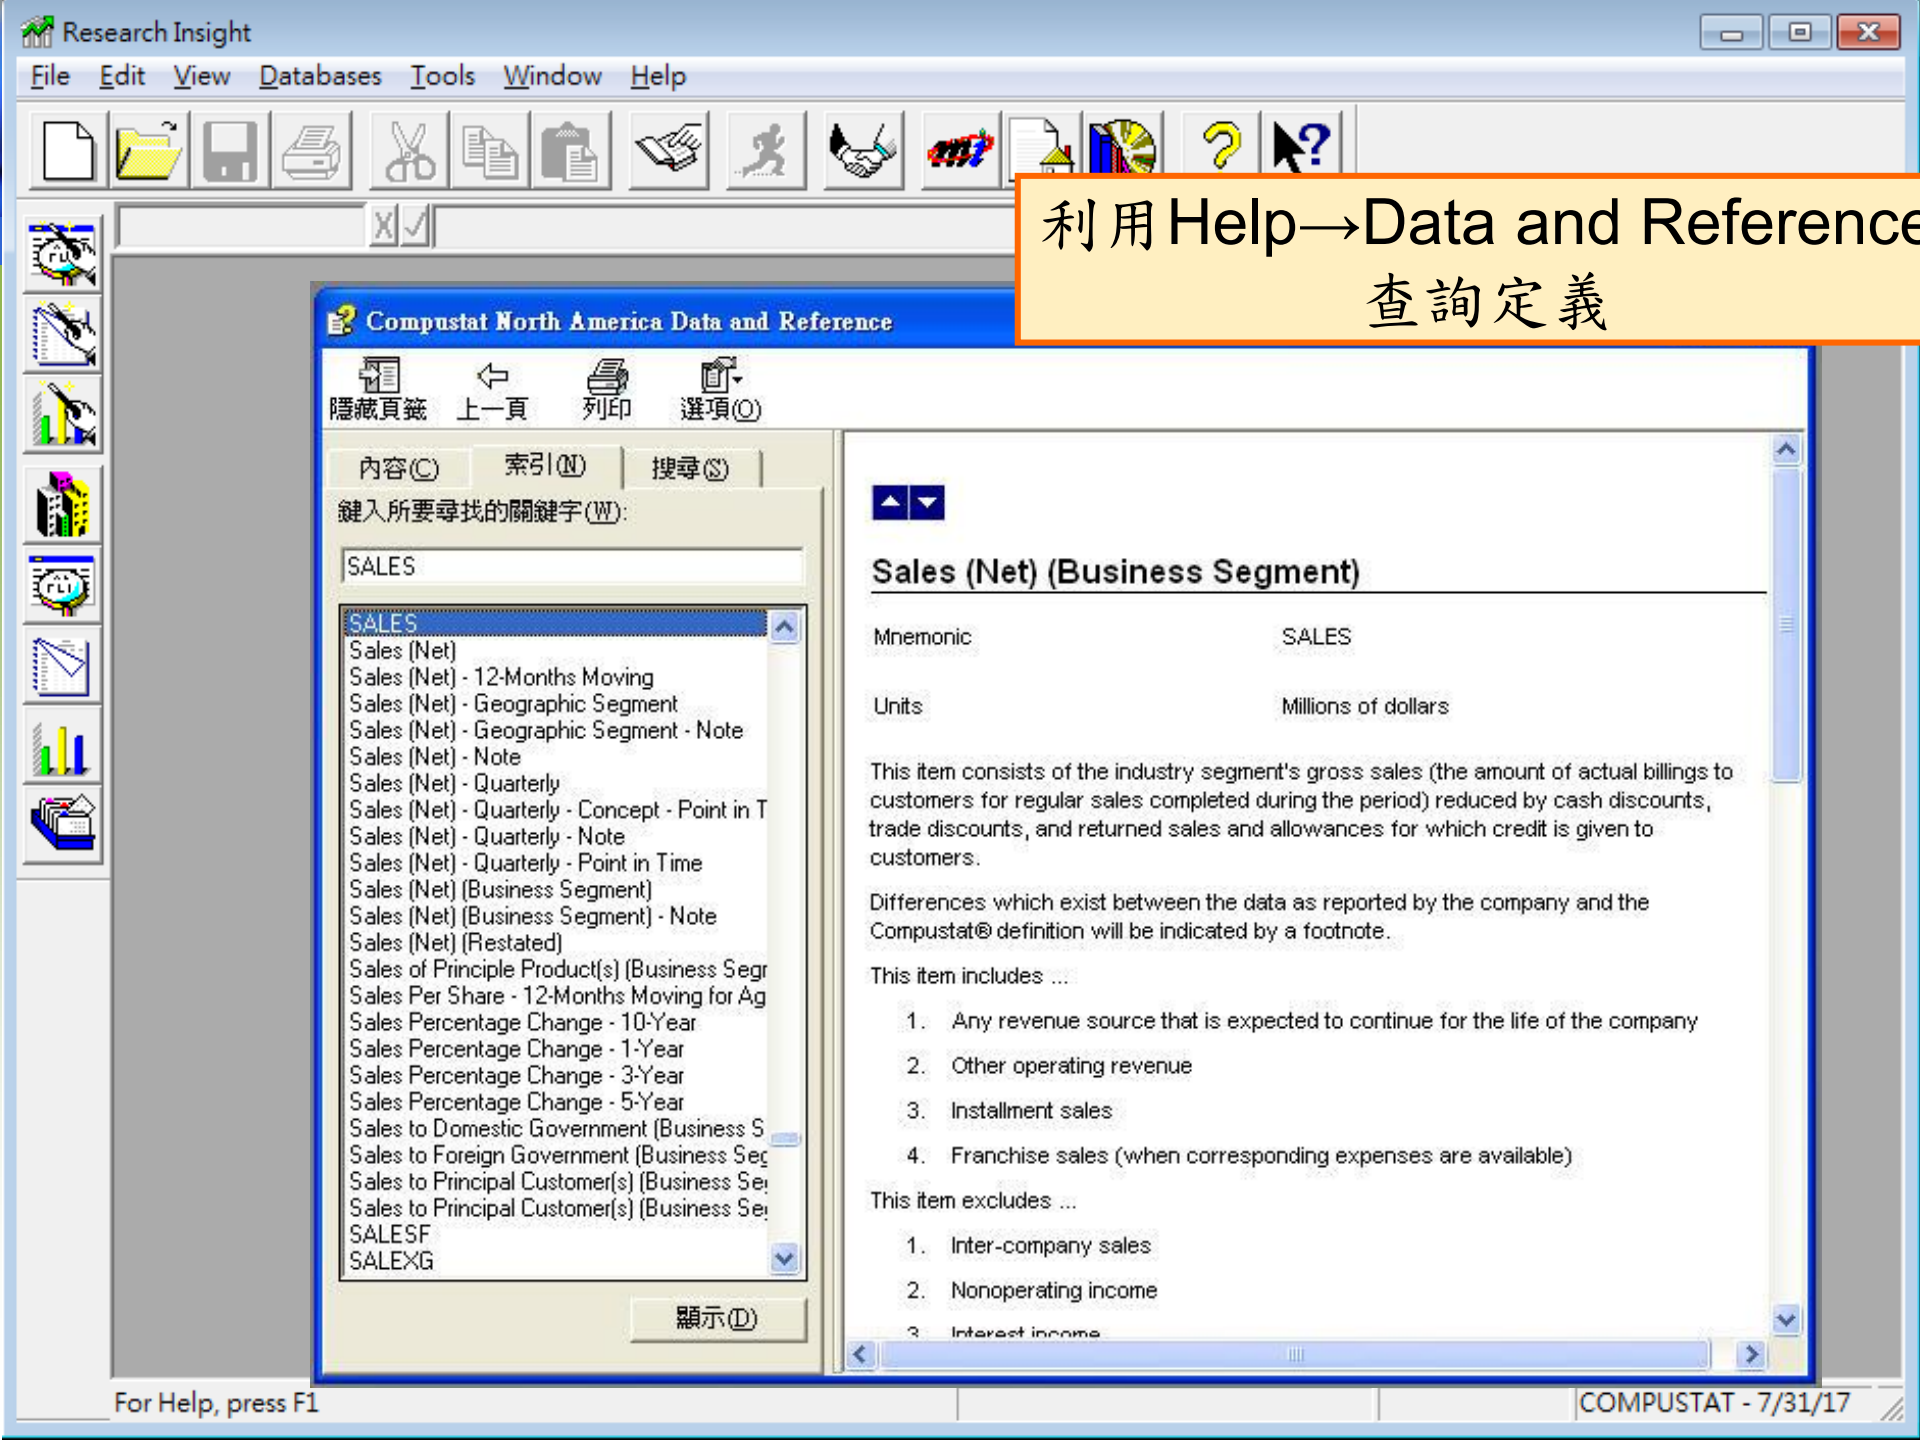 Research Insight
File Edit View Databases Tools Window Help
利用Help→Data and Reference
查詢定義
Compustat North America Data and Reference
隱藏頁籤 上一頁 列印 選項(O)
內容(C) 索引(N) 搜尋(S)
鍵入所要尋找的關鍵字(W):
SALES
SALES
Sales (Net)
Sales (Net) - 12-Months Moving
Sales (Net) - Geographic Segment
Sales (Net) - Geographic Segment - Note
Sales (Net) - Note
Sales (Net) - Quarterly
Sales (Net) - Quarterly - Concept - Point in T
Sales (Net) - Quarterly - Note
Sales (Net) - Quarterly - Point in Time
Sales (Net) (Business Segment)
Sales (Net) (Business Segment) - Note
Sales (Net) (Restated)
Sales of Principle Product(s) (Business Segr
Sales Per Share - 12-Months Moving for Ag
Sales Percentage Change - 10-Year
Sales Percentage Change - 1-Year
Sales Percentage Change - 3-Year
Sales Percentage Change - 5-Year
Sales to Domestic Government (Business S
Sales to Foreign Government (Business Seg
Sales to Principal Customer(s) (Business Se
Sales to Principal Customer(s) (Business Se
SALESF
SALEXG
顯示(D)
Sales (Net) (Business Segment)
Mnemonic SALES
Units Millions of dollars
This item consists of the industry segment's gross sales (the amount of actual billings to
customers for regular sales completed during the period) reduced by cash discounts,
trade discounts, and returned sales and allowances for which credit is given to
customers.
Differences which exist between the data as reported by the company and the
Compustat® definition will be indicated by a footnote.
This item includes ...
1. Any revenue source that is expected to continue for the life of the company
2. Other operating revenue
3. Installment sales
4. Franchise sales (when corresponding expenses are available)
This item excludes ...
1. Inter-company sales
2. Nonoperating income
3. Interest income
For Help, press F1
COMPUSTAT - 7/31/17